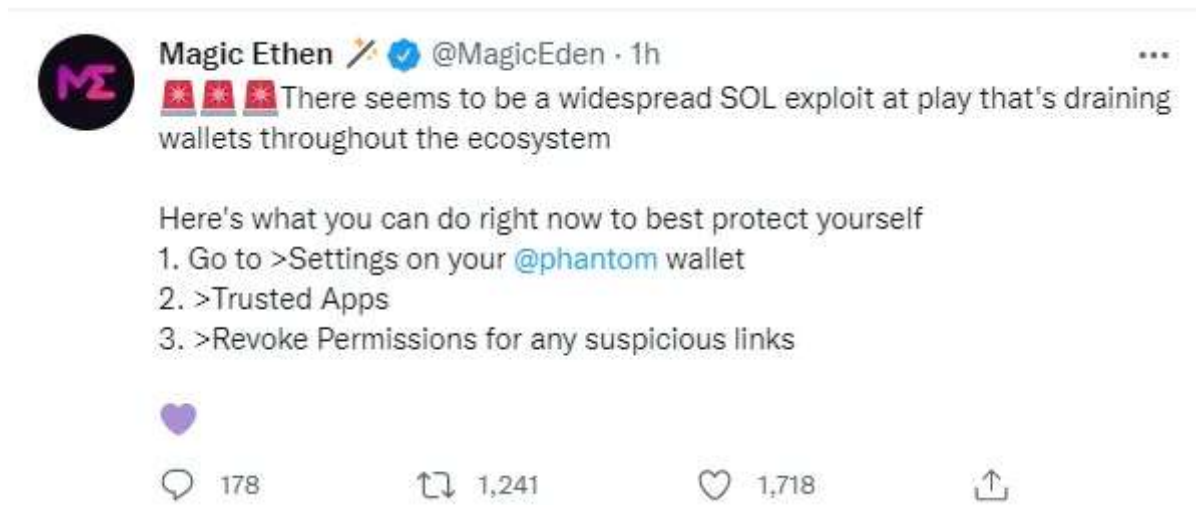 Magic Ethen 🪄 @MagicEden · 1h
🚨🚨🚨There seems to be a widespread SOL exploit at play that's draining
wallets throughout the ecosystem
Here's what you can do right now to best protect yourself
1. Go to >Settings on your @phantom wallet
2. >Trusted Apps
3. >Revoke Permissions for any suspicious links
💜
178 1,241 1,718